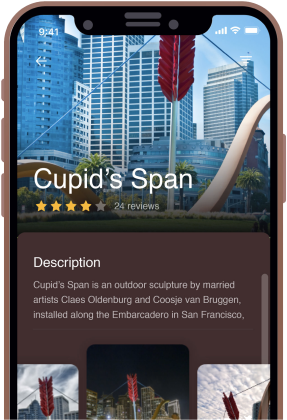 9:41
Cupid's Span
24 reviews
Description
Cupid's Span is an outdoor sculpture by married
artists Claes Oldenburg and Coosje van Bruggen,
installed along the Embarcadero in San Francisco,